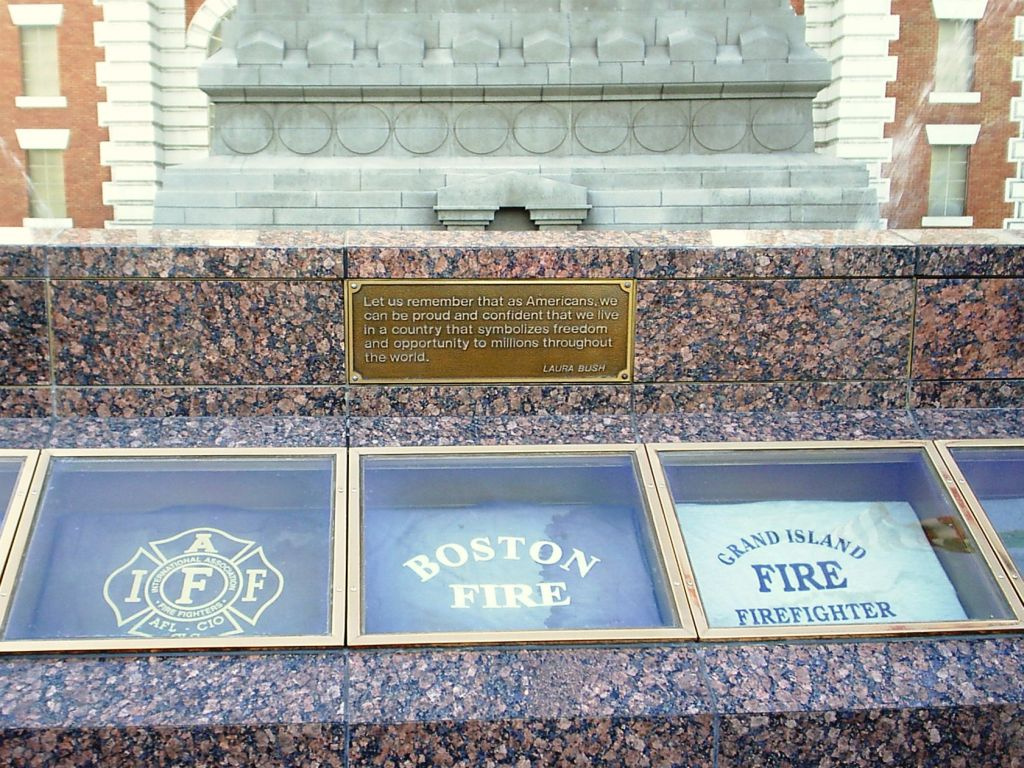 Let us remember that as Americans, we
can be proud and confident that we live
in a country that symbolizes freedom
and opportunity to millions throughout
the world.
LAURA BUSH
A
INTERNATIONAL ASSOCIATION
I F F
FIRE FIGHTERS
AFL - CIO
BOSTON
FIRE
GRAND ISLAND
FIRE
FIREFIGHTER